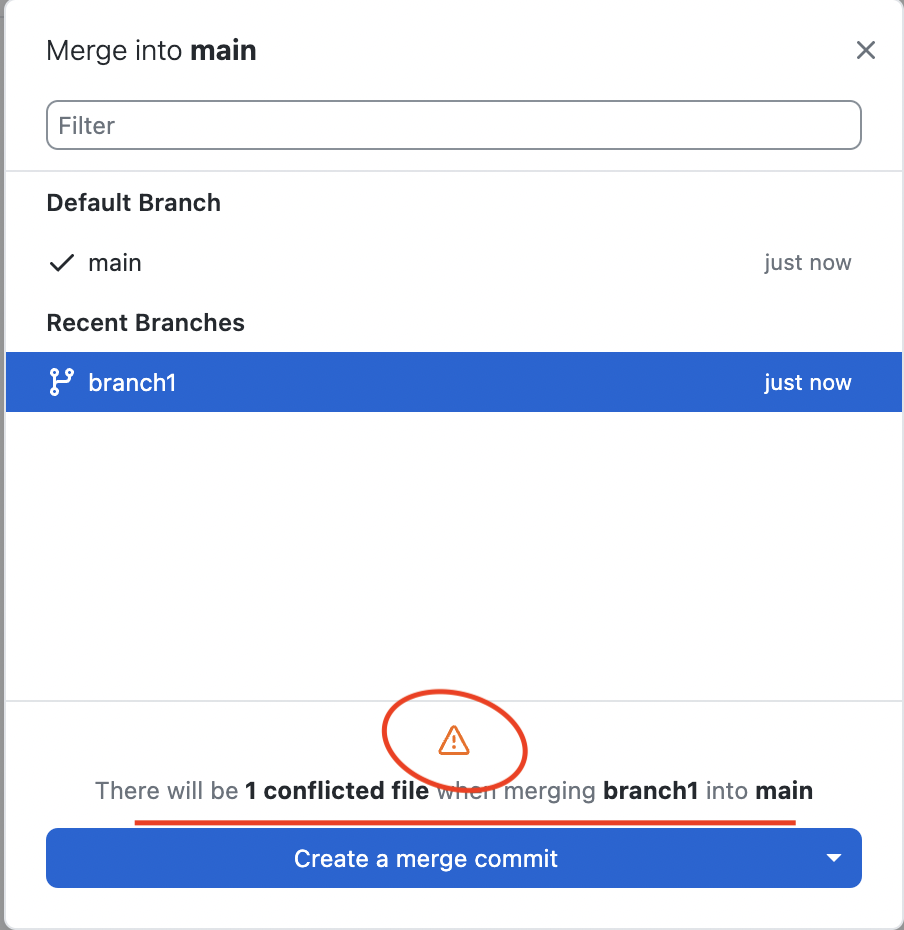 Merge into main
Filter
Default Branch
main just now
Recent Branches
branch1 just now
There will be 1 conflicted file when merging branch1 into main
Create a merge commit